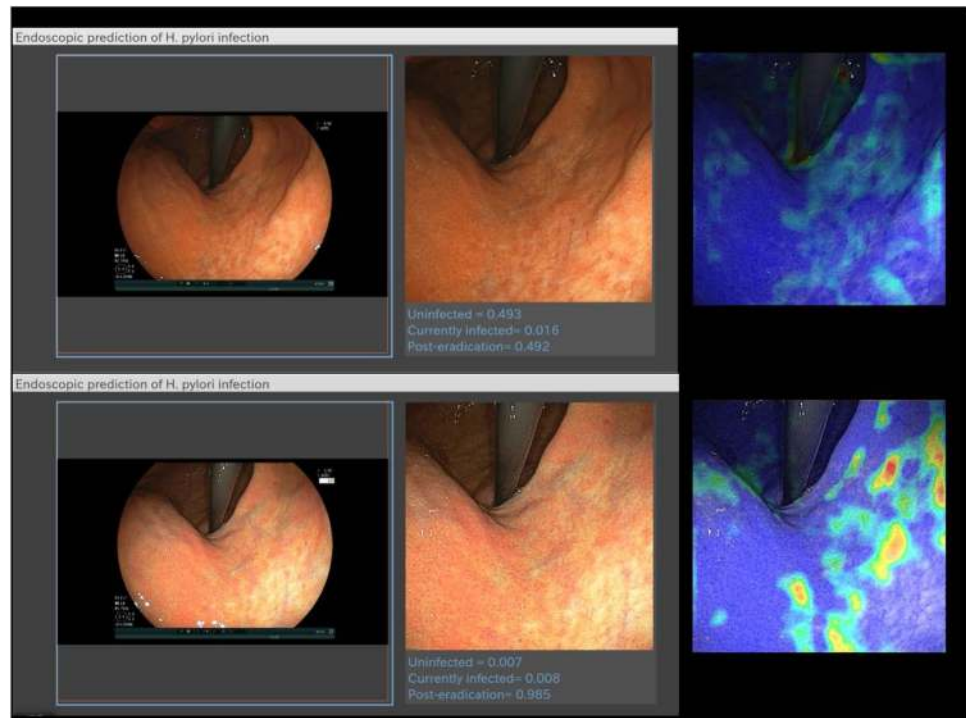 Endoscopic prediction of H. pylori infection
Uninfected = 0.493
Currently infected= 0.016
Post-eradication= 0.492
Endoscopic prediction of H. pylori infection
Uninfected = 0.007
Currently infected= 0.008
Post-eradication= 0.985